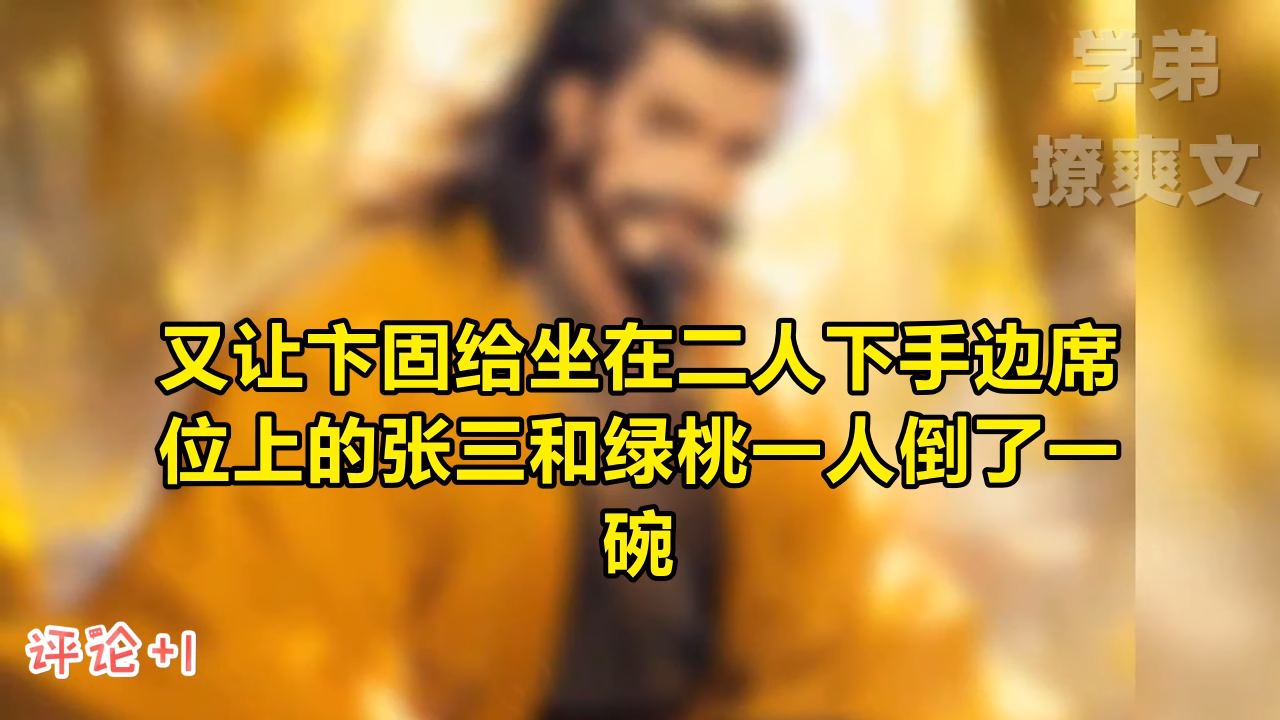 学弟
撩爽文
又让卞固给坐在二人下手边席
位上的张三和绿桃一人倒了一
碗
评论+1